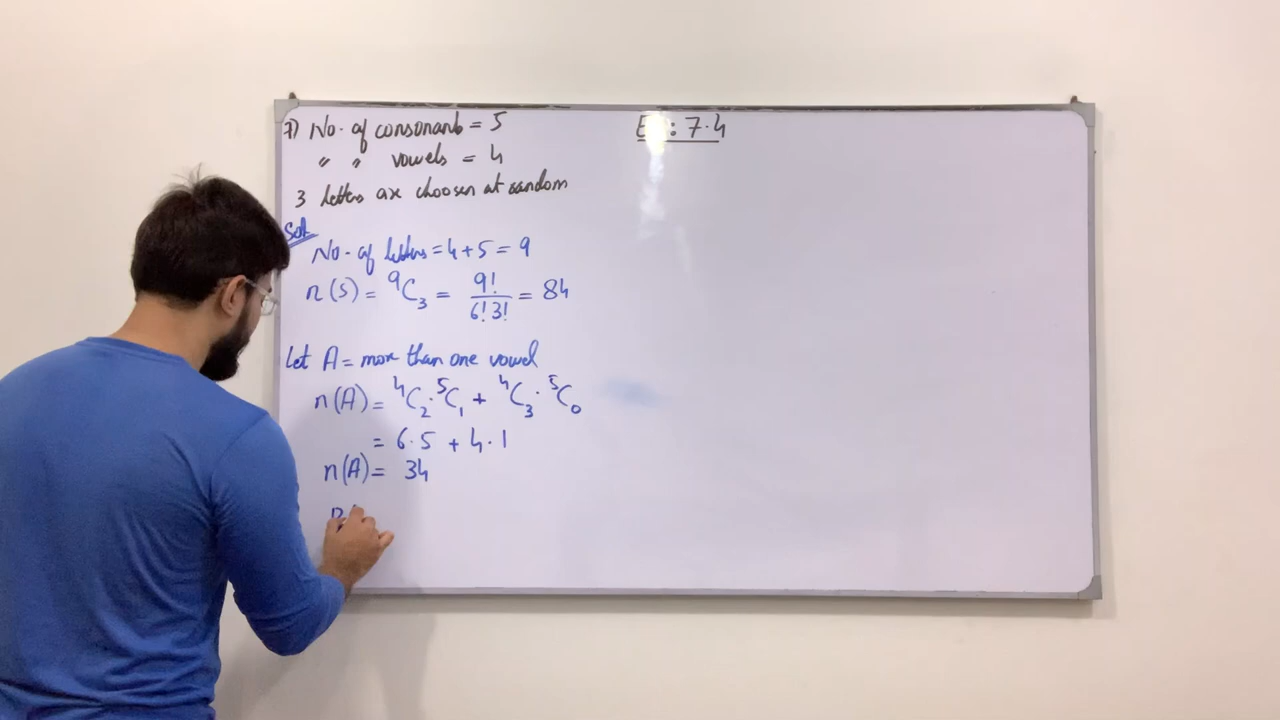 7) No. of consonants = 5
" " vowels = 4
3 letters are choosen at random
Sol
No. of letters = 4 + 5 = 9
n(S) = ⁹C₃ = 9!/6!3! = 84
Let A = more than one vowel
n(A) = ⁴C₂·⁵C₁ + ⁴C₃·⁵C₀
= 6·5 + 4·1
n(A) = 34
: 7.4